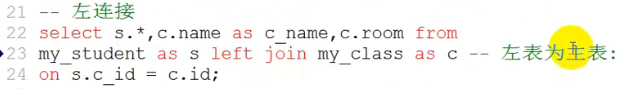 21 -- 左连接
22 select s.*,c.name as c_name,c.room from
23 my_student as s left join my_class as c -- 左表为主表:
24 on s.c_id = c.id;